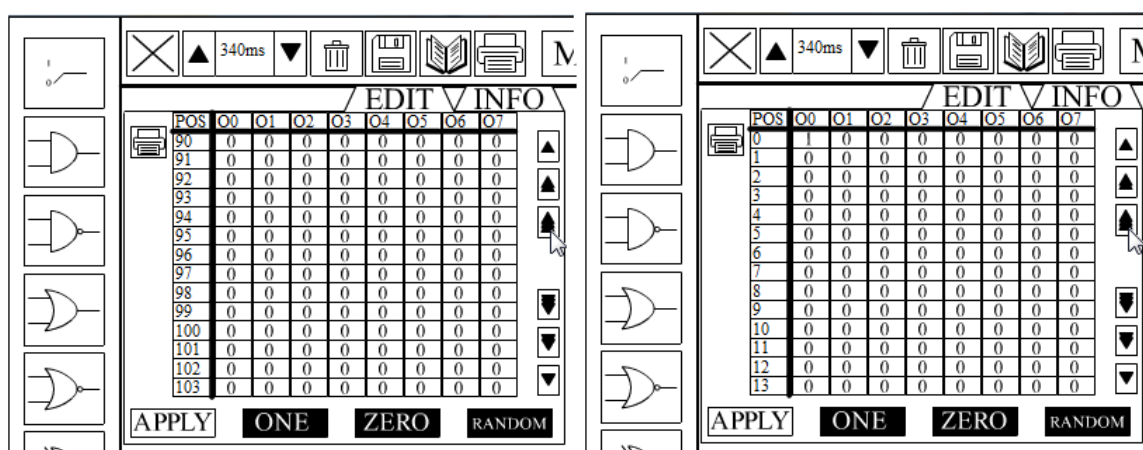 340ms
M
EDIT INFO
POS O0 O1 O2 O3 O4 O5 O6 O7
90 0 0 0 0 0 0 0 0
91 0 0 0 0 0 0 0 0
92 0 0 0 0 0 0 0 0
93 0 0 0 0 0 0 0 0
94 0 0 0 0 0 0 0 0
95 0 0 0 0 0 0 0 0
96 0 0 0 0 0 0 0 0
97 0 0 0 0 0 0 0 0
98 0 0 0 0 0 0 0 0
99 0 0 0 0 0 0 0 0
100 0 0 0 0 0 0 0 0
101 0 0 0 0 0 0 0 0
102 0 0 0 0 0 0 0 0
103 0 0 0 0 0 0 0 0
APPLY ONE ZERO RANDOM
1
0
340ms
EDIT INFO
POS O0 O1 O2 O3 O4 O5 O6 O7
0 1 0 0 0 0 0 0 0
1 0 0 0 0 0 0 0 0
2 0 0 0 0 0 0 0 0
3 0 0 0 0 0 0 0 0
4 0 0 0 0 0 0 0 0
5 0 0 0 0 0 0 0 0
6 0 0 0 0 0 0 0 0
7 0 0 0 0 0 0 0 0
8 0 0 0 0 0 0 0 0
9 0 0 0 0 0 0 0 0
10 0 0 0 0 0 0 0 0
11 0 0 0 0 0 0 0 0
12 0 0 0 0 0 0 0 0
13 0 0 0 0 0 0 0 0
APPLY ONE ZERO RANDOM
1
0